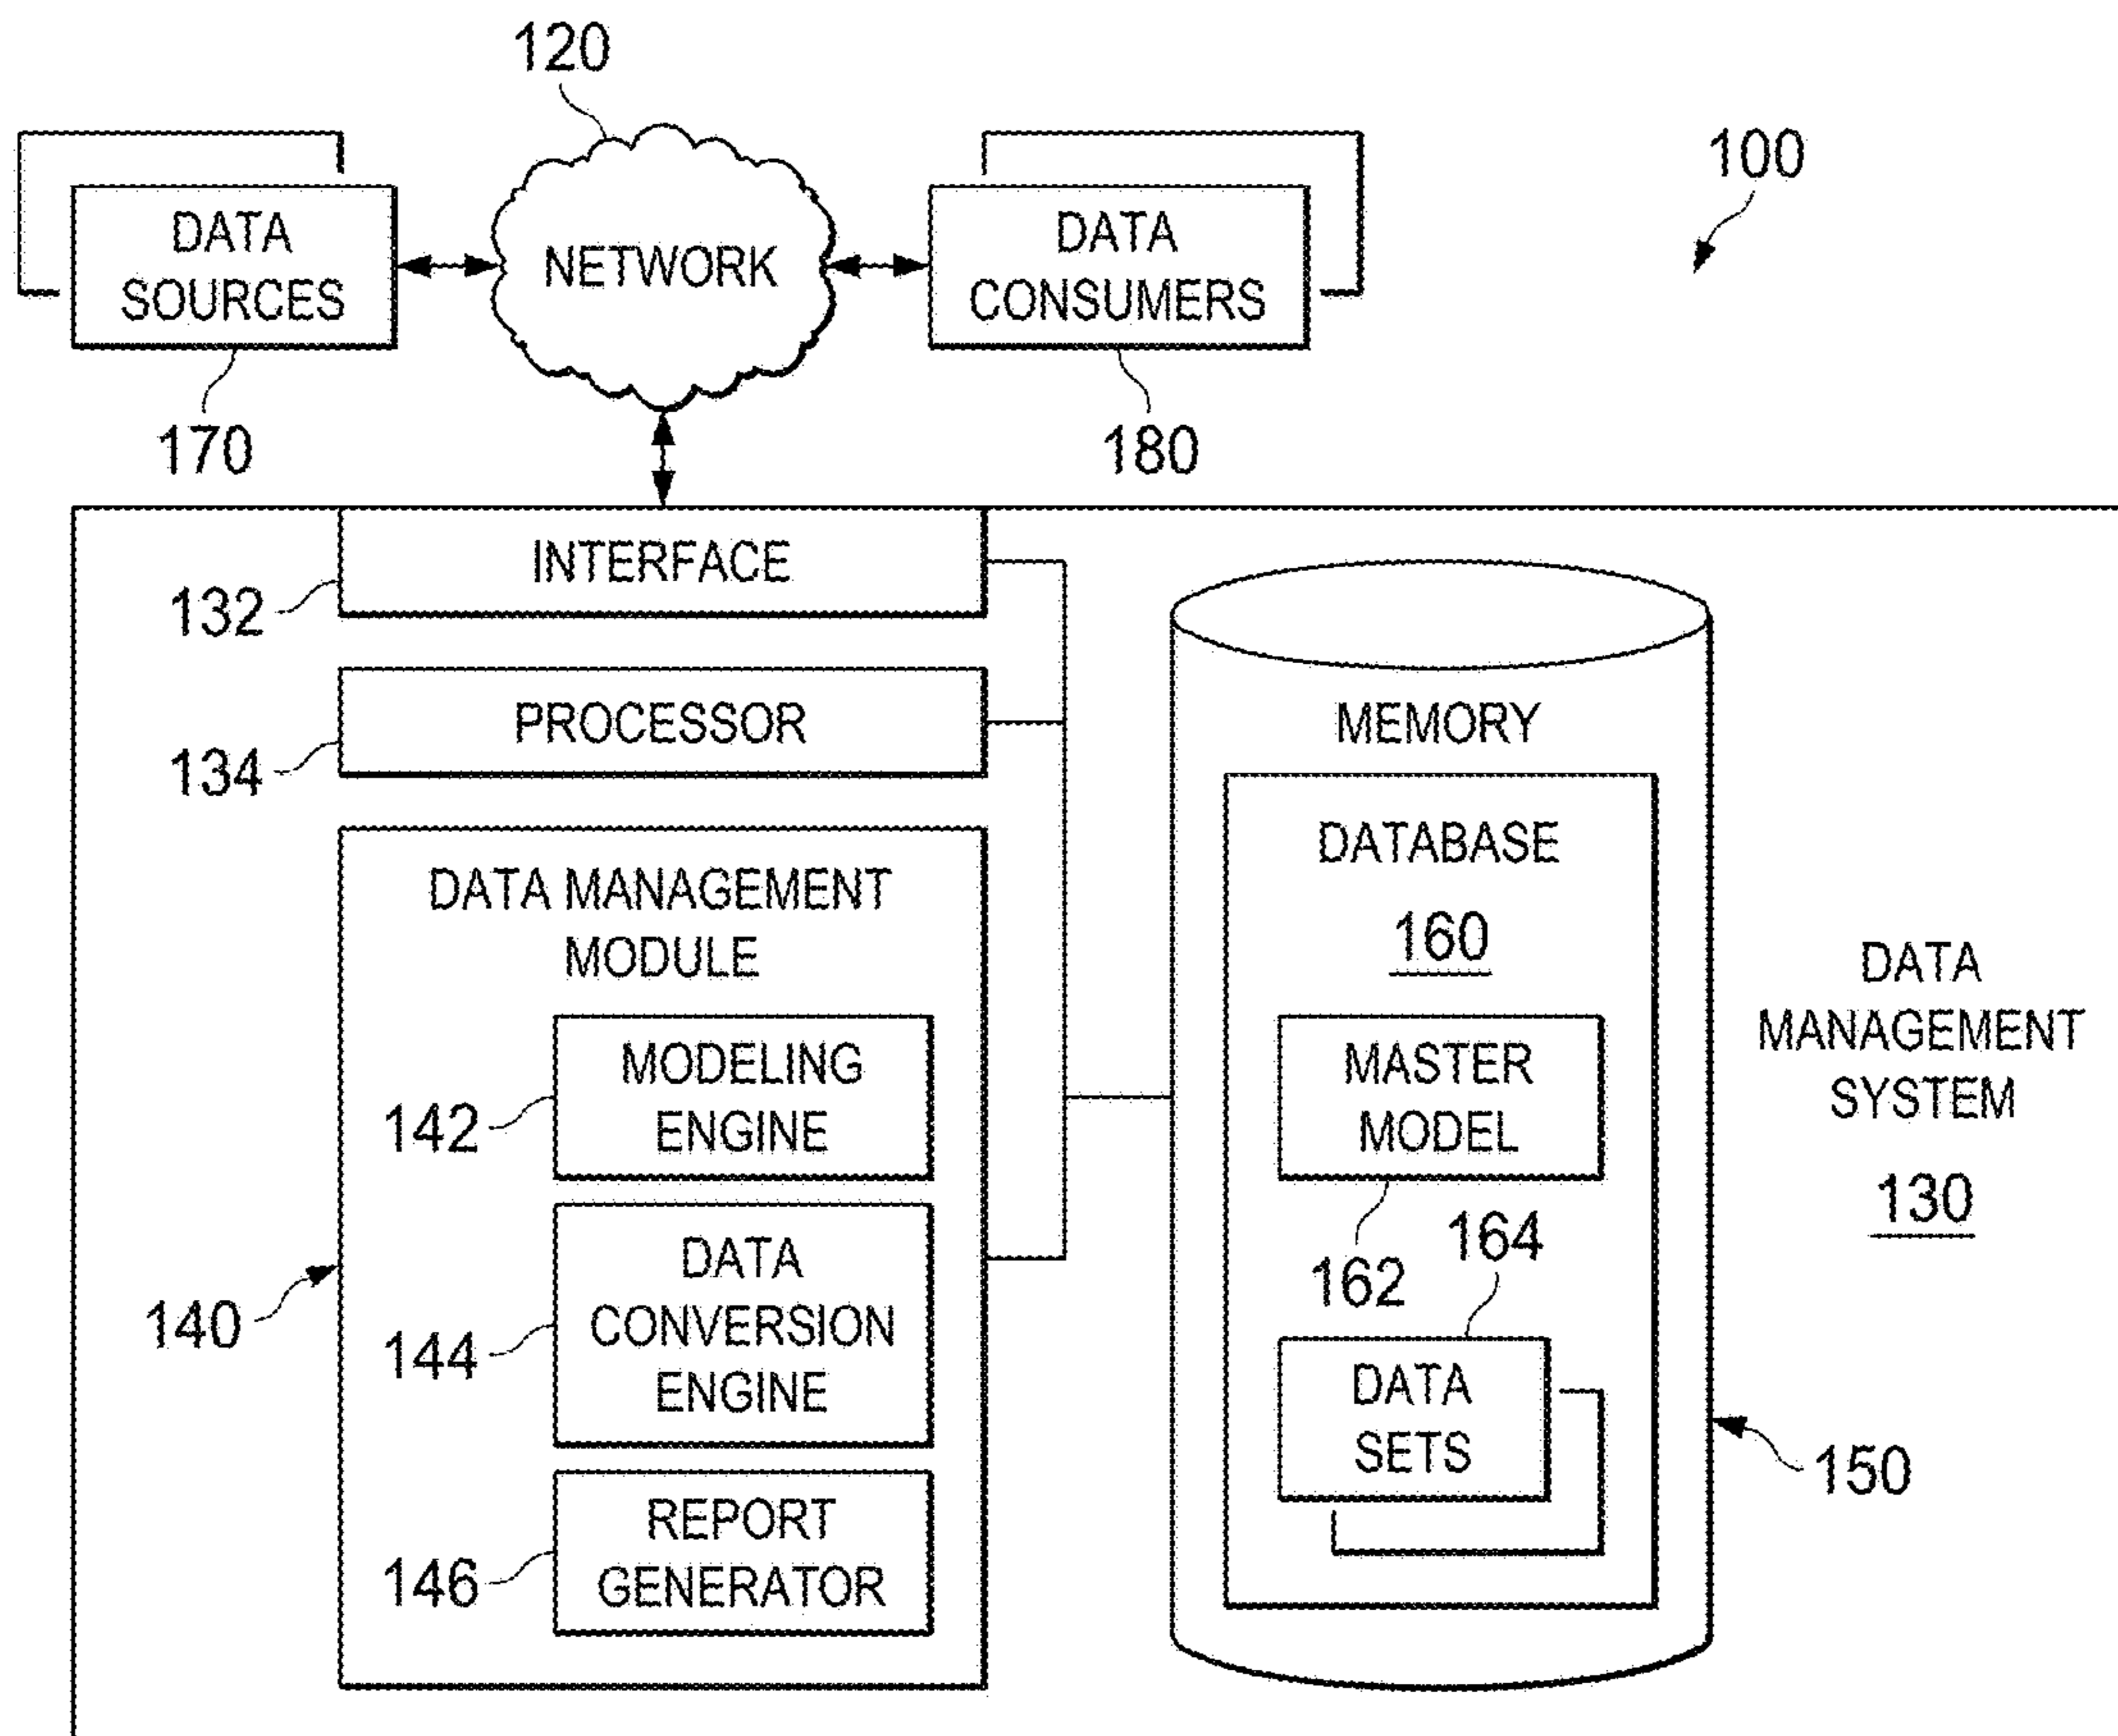 120
100
DATA
SOURCES
NETWORK
DATA
CONSUMERS
170
180
INTERFACE
132
PROCESSOR
134
DATA MANAGEMENT
MODULE
MODELING
ENGINE
142
DATA
CONVERSION
ENGINE
140
144
REPORT
GENERATOR
146
MEMORY
DATABASE
160
MASTER
MODEL
162
164
DATA
SETS
150
DATA
MANAGEMENT
SYSTEM
130